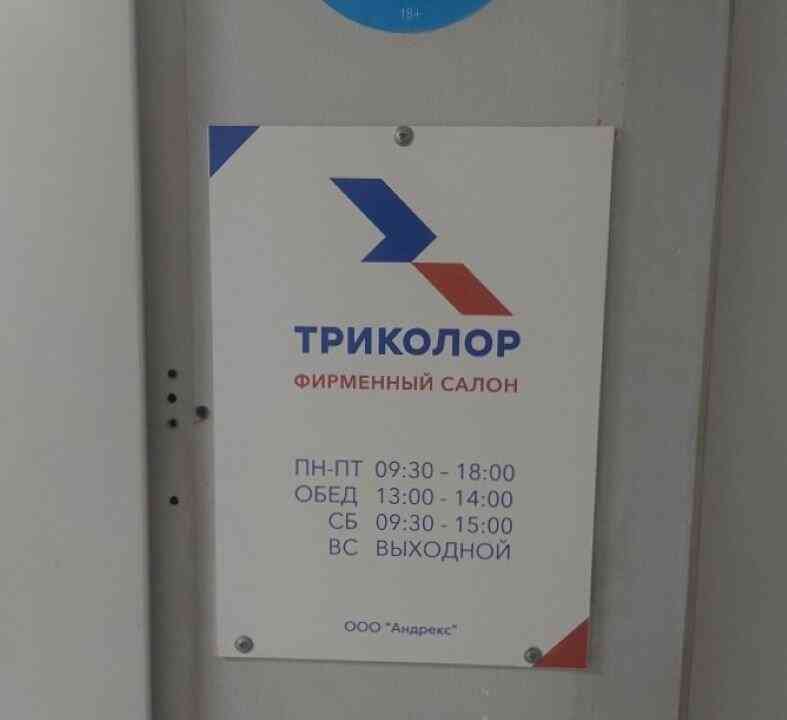 18+
ТРИКОЛОР
ФИРМЕННЫЙ САЛОН
ПН-ПТ 09:30 - 18:00
ОБЕД 13:00 - 14:00
СБ 09:30 - 15:00
ВС ВЫХОДНОЙ
ООО "Андрекс"